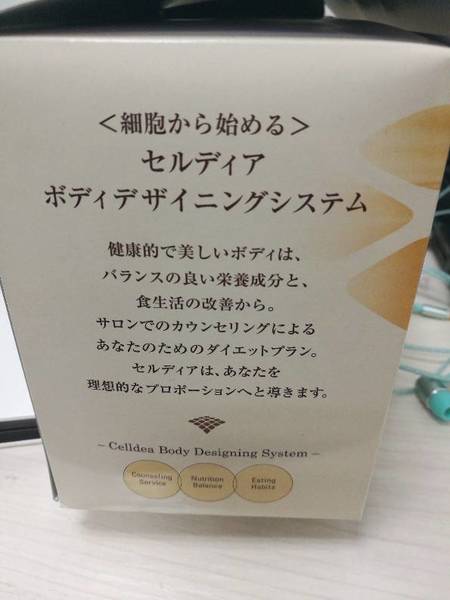 ＜細胞から始める＞
セルディア
ボディデザイニングシステム
健康的で美しいボディは、
バランスの良い栄養成分と、
食生活の改善から。
サロンでのカウンセリングによる
あなたのためのダイエットプラン。
セルディアは、あなたを
理想的なプロポーションへと導きます。
– Celldea Body Designing System –
Counseling Service
Nutrition Balance
Eating Habits